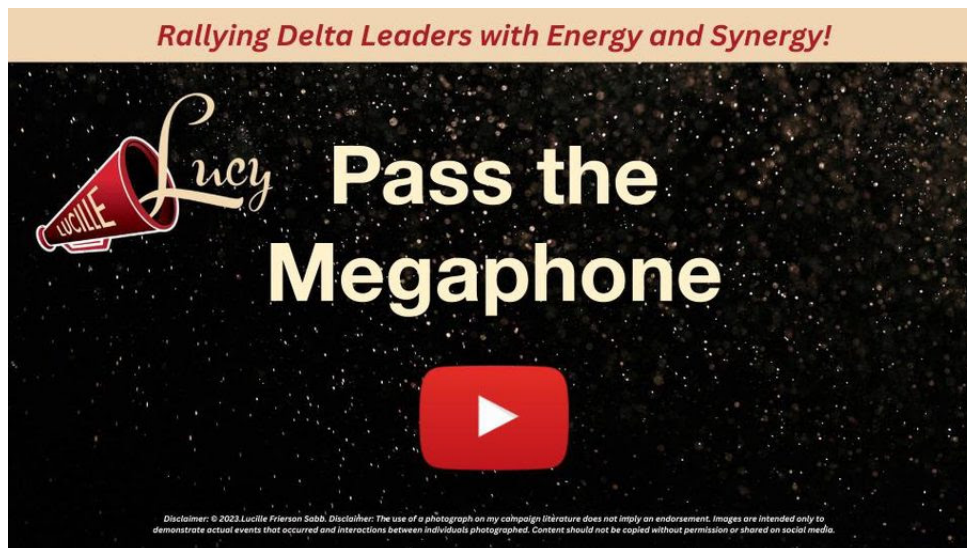 Rallying Delta Leaders with Energy and Synergy!
LUCILLE
Lucy
Pass the
Megaphone
Disclaimer: © 2023.Lucille Frierson Sabb. Disclaimer: The use of a photograph on my campaign literature does not imply an endorsement. Images are intended only to
demonstrate actual events that occurred and interactions between individuals photographed. Content should not be copied without permission or shared on social media.